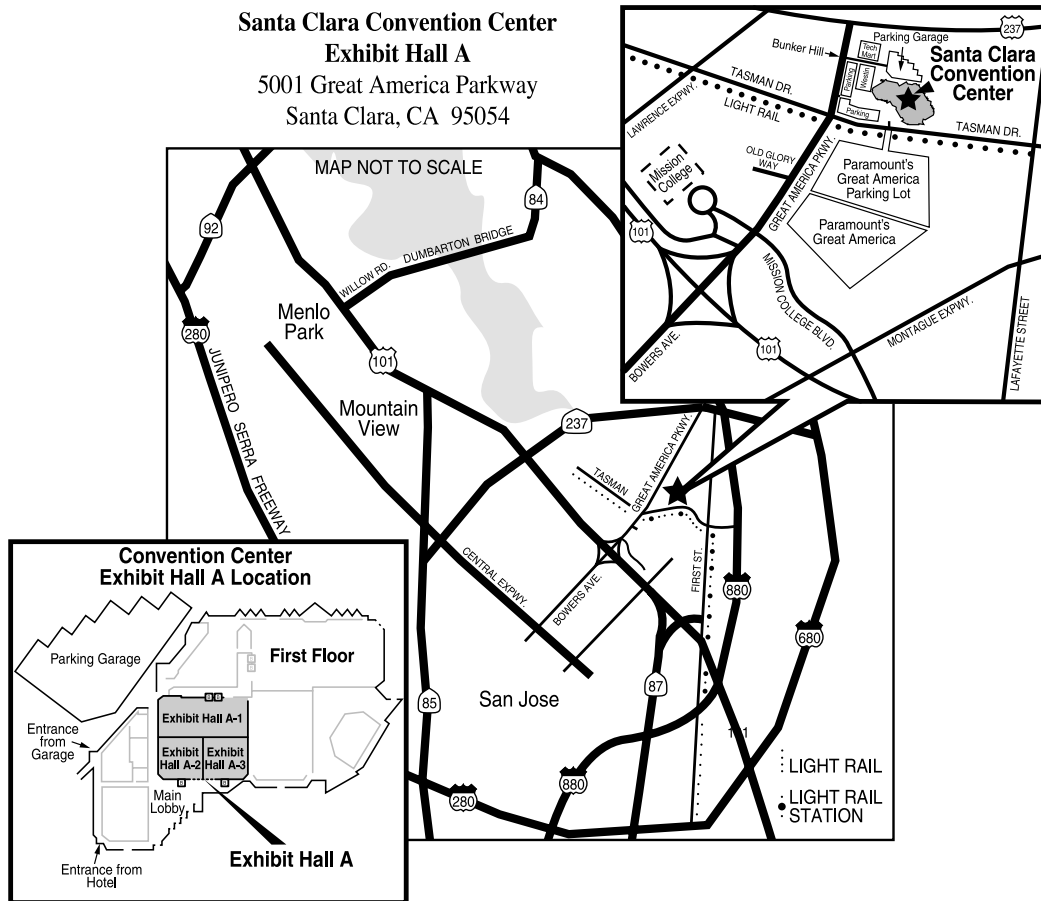 Santa Clara Convention Center
Exhibit Hall A
5001 Great America Parkway
Santa Clara, CA 95054
MAP NOT TO SCALE
92
84
WILLOW RD.
DUMBARTON BRIDGE
Menlo
Park
280
JUNIPERO SERRA FREEWAY
101
Mountain
View
237
TASMAN
GREAT AMERICA PKWY.
CENTRAL EXPWY.
BOWERS AVE.
FIRST ST.
880
680
San Jose
85
87
101
880
280
LIGHT RAIL
LIGHT RAIL
STATION
237
Parking Garage
Bunker Hill
Tech
Mart
Santa Clara
Convention
Center
Parking
Westin
Parking
TASMAN DR.
LIGHT RAIL
TASMAN DR.
LAWRENCE EXPWY.
OLD GLORY
WAY
Mission
College
GREAT AMERICA PKWY.
Paramount's
Great America
Parking Lot
Paramount's
Great America
101
MISSION COLLEGE BLVD.
MONTAGUE EXPWY.
LAFAYETTE STREET
101
BOWERS AVE.
Convention Center
Exhibit Hall A Location
Parking Garage
First Floor
Entrance
from
Garage
Exhibit Hall A-1
Exhibit
Hall A-2
Exhibit
Hall A-3
Main
Lobby
Exhibit Hall A
Entrance from
Hotel